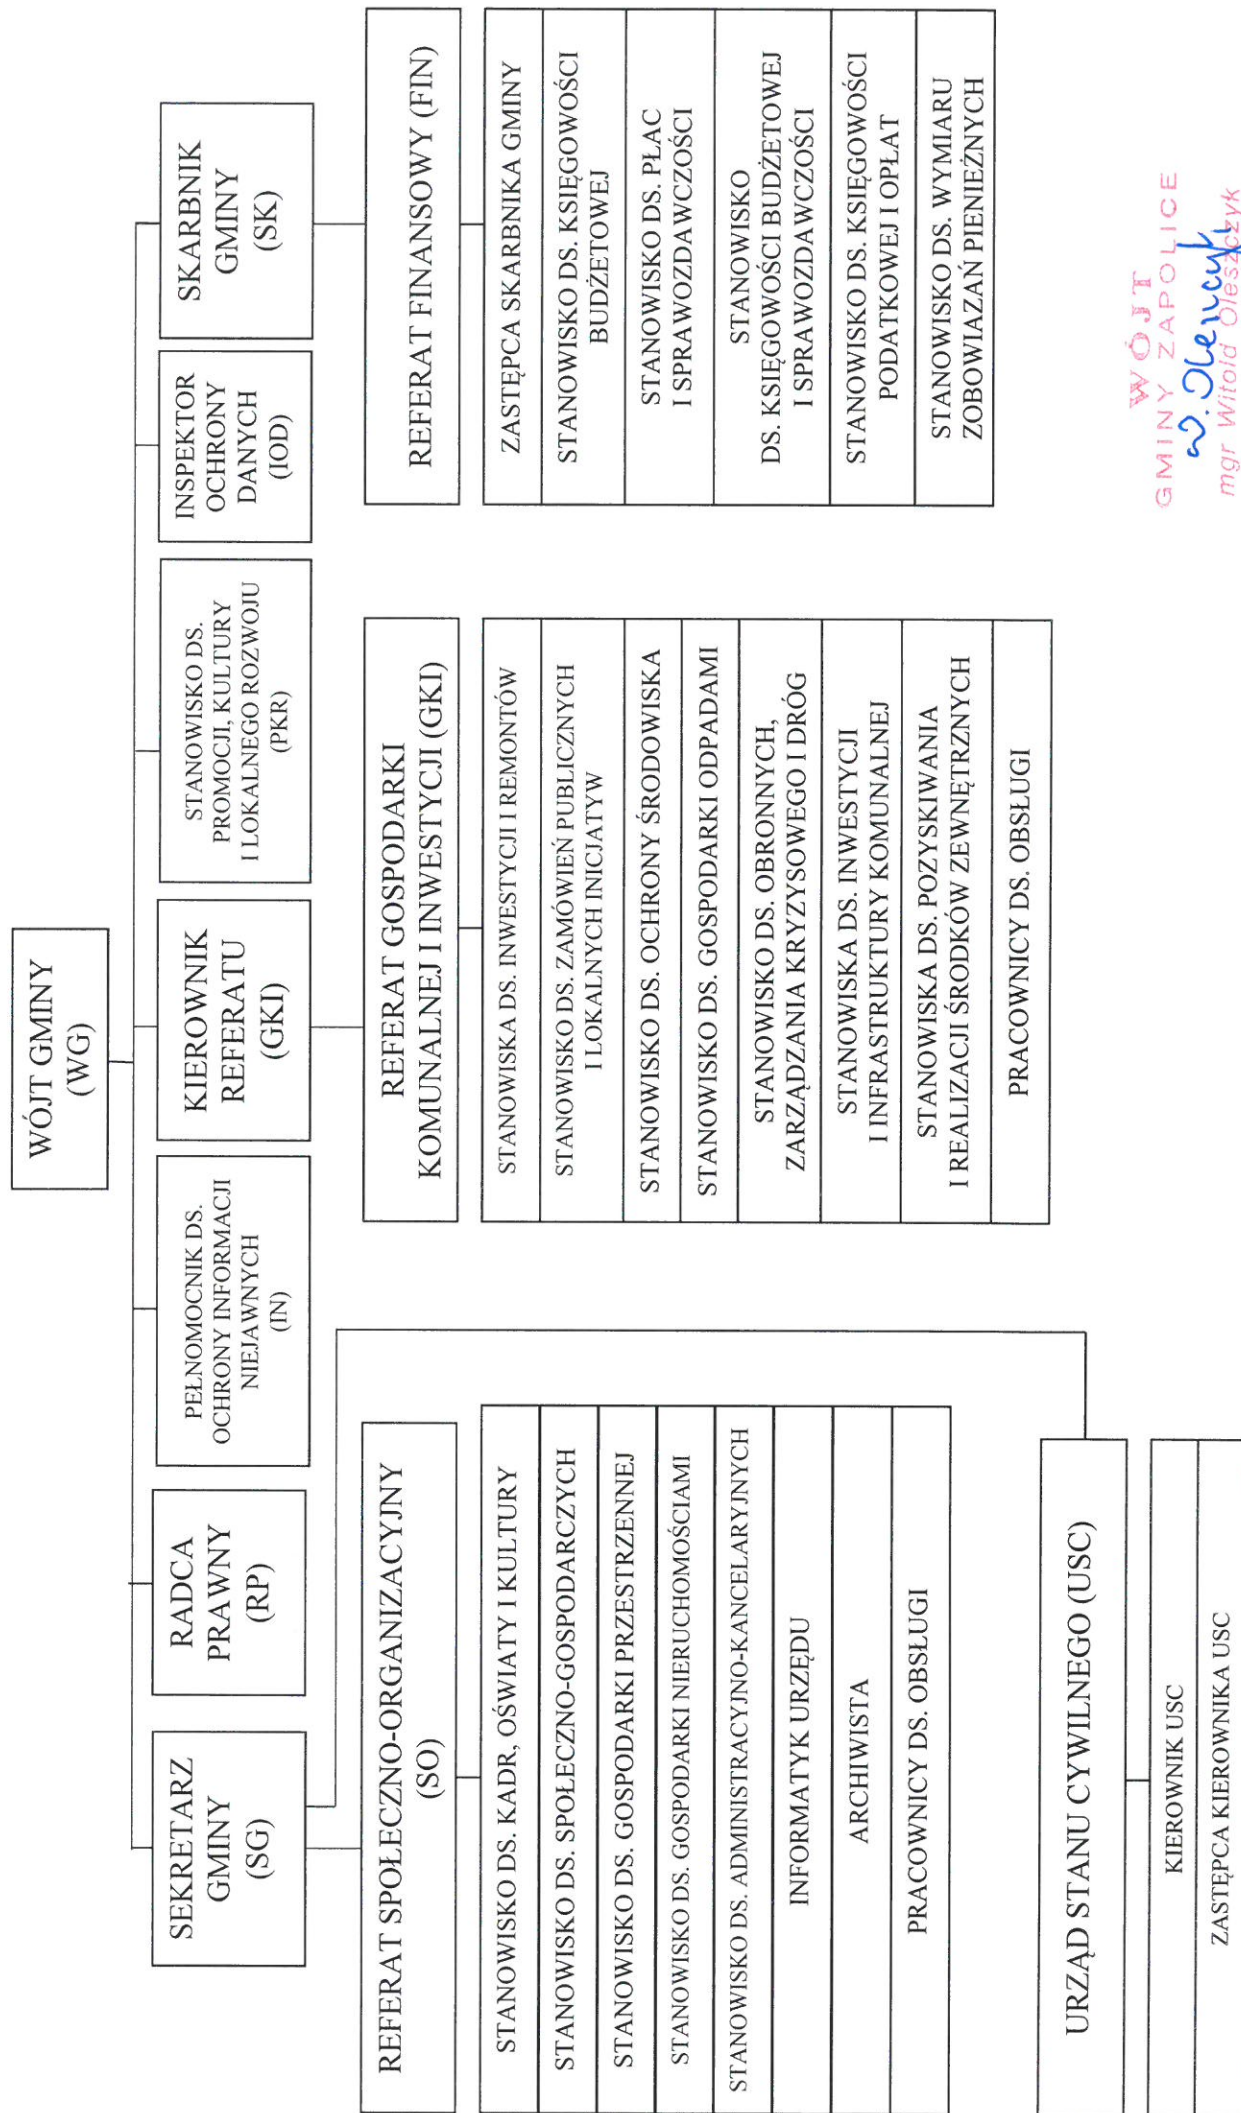 WÓJT GMINY
(WG)
SEKRETARZ
GMINY
(SG)
RADCA
PRAWNY
(RP)
PEŁNOMOCNIK DS.
OCHRONY INFORMACJI
NIEJAWNYCH
(IN)
KIEROWNIK
REFERATU
(GKI)
STANOWISKO DS.
PROMOCJI, KULTURY
I LOKALNEGO ROZWOJU
(PKR)
INSPEKTOR
OCHRONY
DANYCH
(IOD)
SKARBNIK
GMINY
(SK)
REFERAT SPOŁECZNO-ORGANIZACYJNY
(SO)
STANOWISKO DS. KADR, OŚWIATY I KULTURY
STANOWISKO DS. SPOŁECZNO-GOSPODARCZYCH
STANOWISKO DS. GOSPODARKI PRZESTRZENNEJ
STANOWISKO DS. GOSPODARKI NIERUCHOMOŚCIAMI
STANOWISKO DS. ADMINISTRACYJNO-KANCELARYJNYCH
INFORMATYK URZĘDU
ARCHIWISTA
PRACOWNICY DS. OBSŁUGI
URZĄD STANU CYWILNEGO (USC)
KIEROWNIK USC
ZASTĘPCA KIEROWNIKA USC
REFERAT GOSPODARKI
KOMUNALNEJ I INWESTYCJI (GKI)
STANOWISKA DS. INWESTYCJI I REMONTÓW
STANOWISKO DS. ZAMÓWIEŃ PUBLICZNYCH
I LOKALNYCH INICJATYW
STANOWISKO DS. OCHRONY ŚRODOWISKA
STANOWISKO DS. GOSPODARKI ODPADAMI
STANOWISKO DS. OBRONNYCH,
ZARZĄDZANIA KRYZYSOWEGO I DRÓG
STANOWISKA DS. INWESTYCJI
I INFRASTRUKTURY KOMUNALNEJ
STANOWISKA DS. POZYSKIWANIA
I REALIZACJI ŚRODKÓW ZEWNĘTRZNYCH
PRACOWNICY DS. OBSŁUGI
REFERAT FINANSOWY (FIN)
ZASTĘPCA SKARBNIKA GMINY
STANOWISKO DS. KSIĘGOWOŚCI
BUDŻETOWEJ
STANOWISKO DS. PŁAC
I SPRAWOZDAWCZOŚCI
STANOWISKO
DS. KSIĘGOWOŚCI BUDŻETOWEJ
I SPRAWOZDAWCZOŚCI
STANOWISKO DS. KSIĘGOWOŚCI
PODATKOWEJ I OPŁAT
STANOWISKO DS. WYMIARU
ZOBOWIĄZAŃ PIENIĘŻNYCH
WÓJT
GMINY ZAPOLICE
mgr Witold Oleszczyk